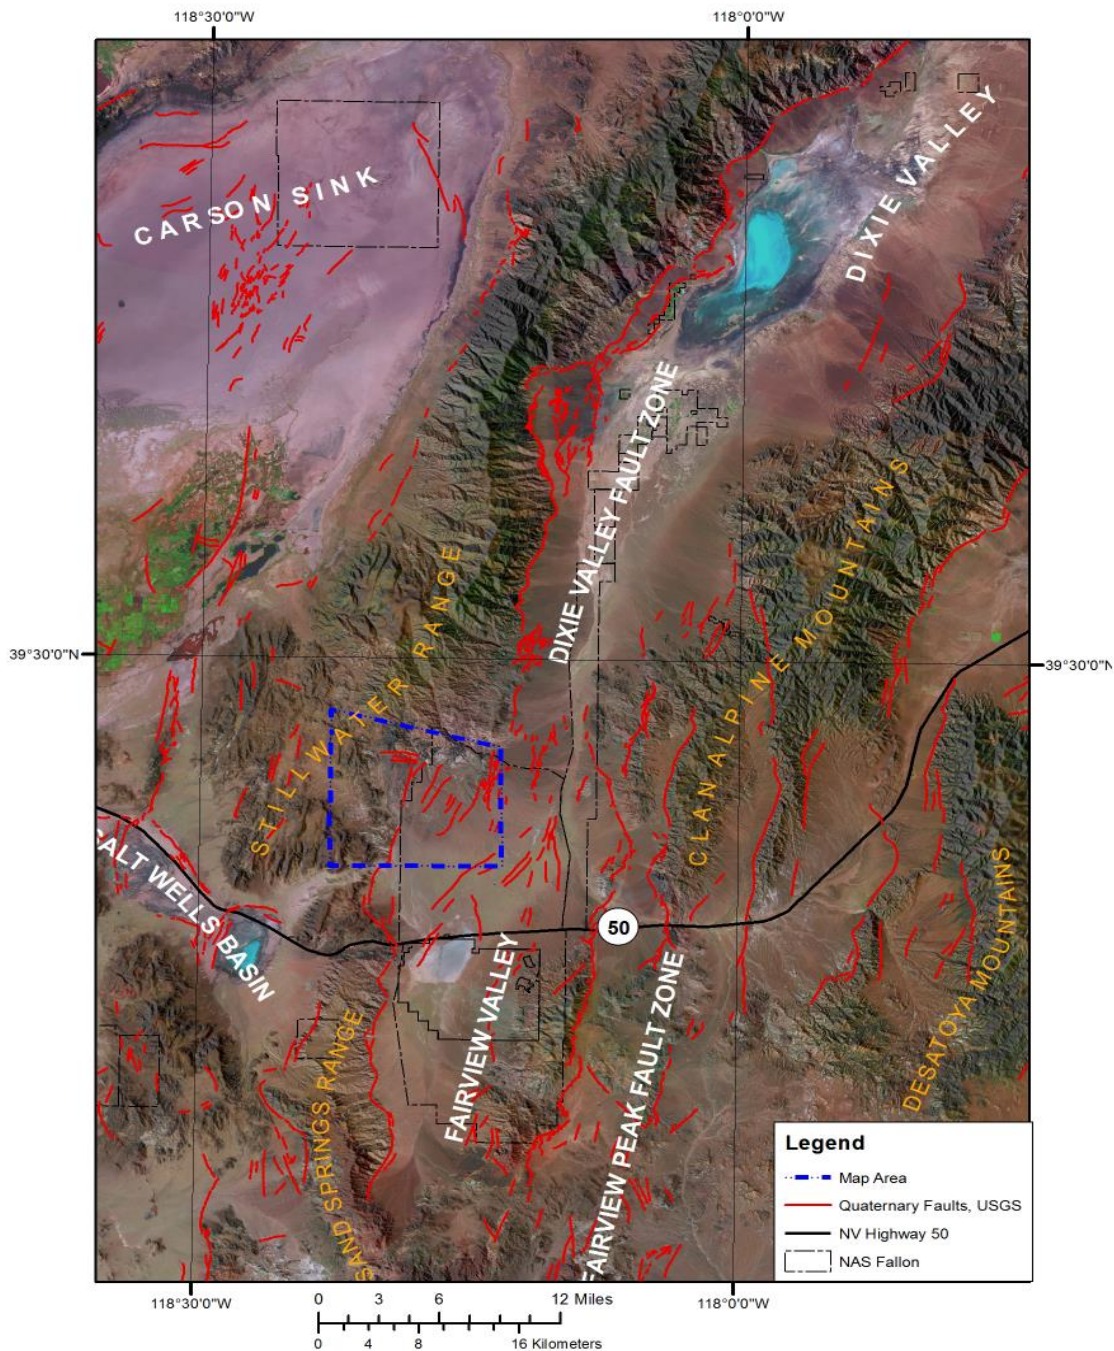 118°30'0"W
118°0'0"W
CARSON SINK
DIXIE VALLEY
DIXIE VALLEY FAULT ZONE
CLAN ALPINE MOUNTAINS
STILLWATER RANGE
39°30'0"N
39°30'0"N
SALT WELLS BASIN
50
FAIRVIEW VALLEY
FAIRVIEW PEAK FAULT ZONE
SAND SPRINGS RANGE
DESATOYA MOUNTAINS
Legend
Map Area
Quaternary Faults, USGS
NV Highway 50
NAS Fallon
118°30'0"W
118°0'0"W
0 3 6 12 Miles
0 4 8 16 Kilometers